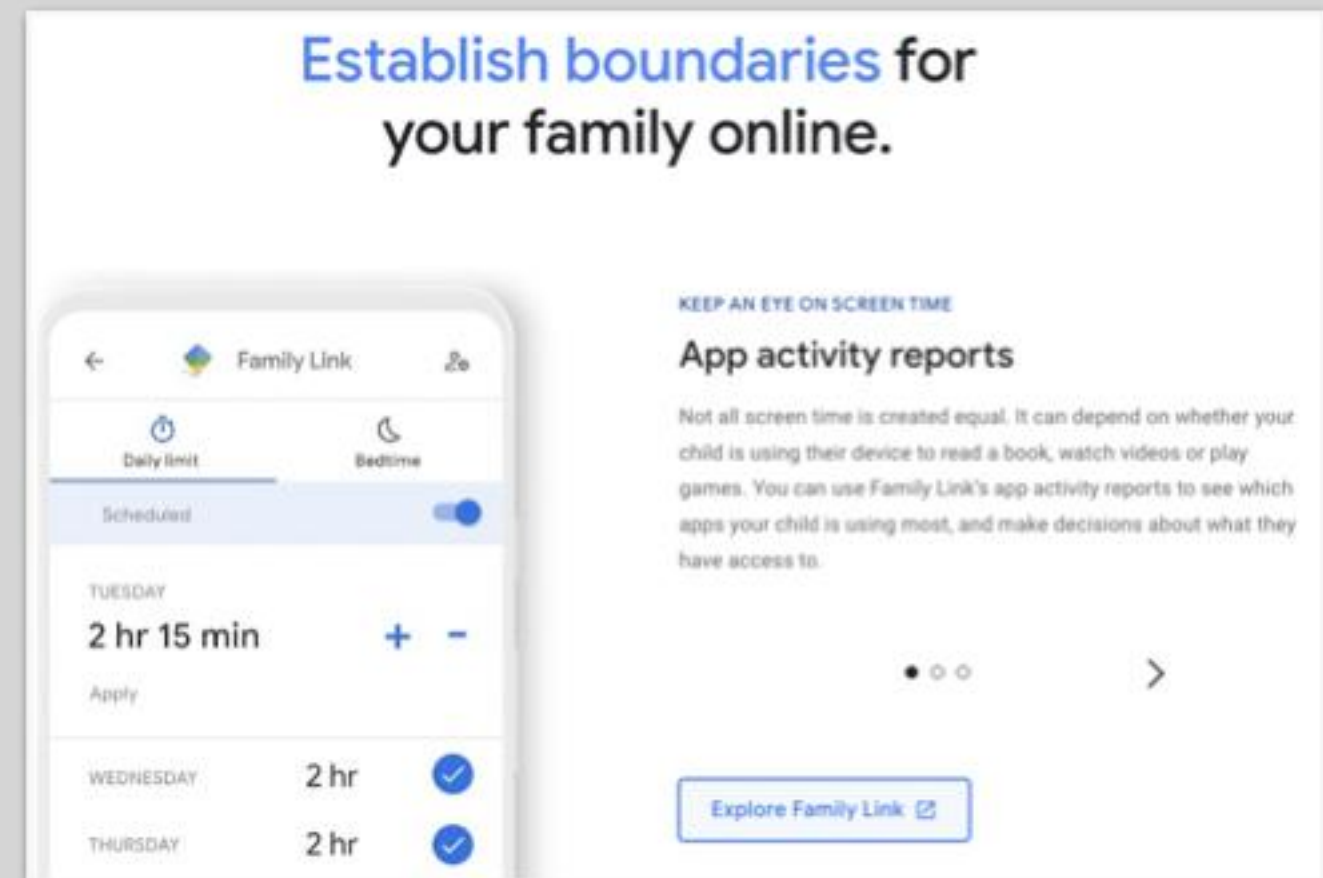 Establish boundaries for
your family online.
Family Link
Daily limit
Bedtime
Scheduled
TUESDAY
2 hr 15 min
+ -
Apply
WEDNESDAY 2 hr
THURSDAY 2 hr
KEEP AN EYE ON SCREEN TIME
App activity reports
Not all screen time is created equal. It can depend on whether your
child is using their device to read a book, watch videos or play
games. You can use Family Link's app activity reports to see which
apps your child is using most, and make decisions about what they
have access to.
Explore Family Link